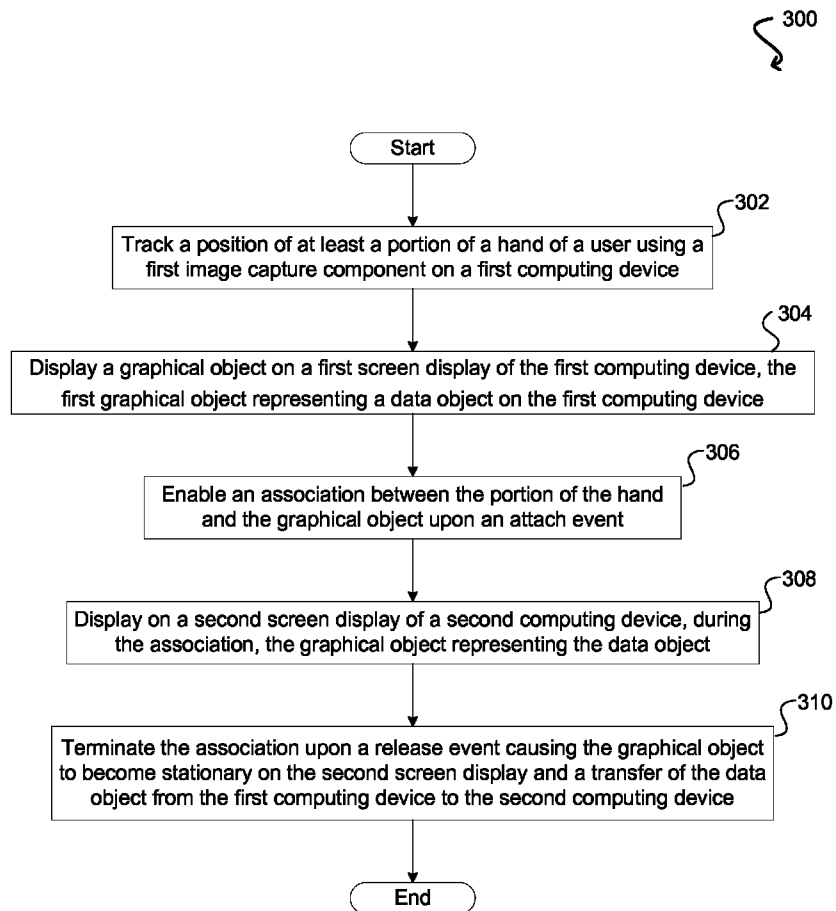 300
Start
302
Track a position of at least a portion of a hand of a user using a
first image capture component on a first computing device
304
Display a graphical object on a first screen display of the first computing device, the
first graphical object representing a data object on the first computing device
306
Enable an association between the portion of the hand
and the graphical object upon an attach event
308
Display on a second screen display of a second computing device, during
the association, the graphical object representing the data object
310
Terminate the association upon a release event causing the graphical object
to become stationary on the second screen display and a transfer of the data
object from the first computing device to the second computing device
End